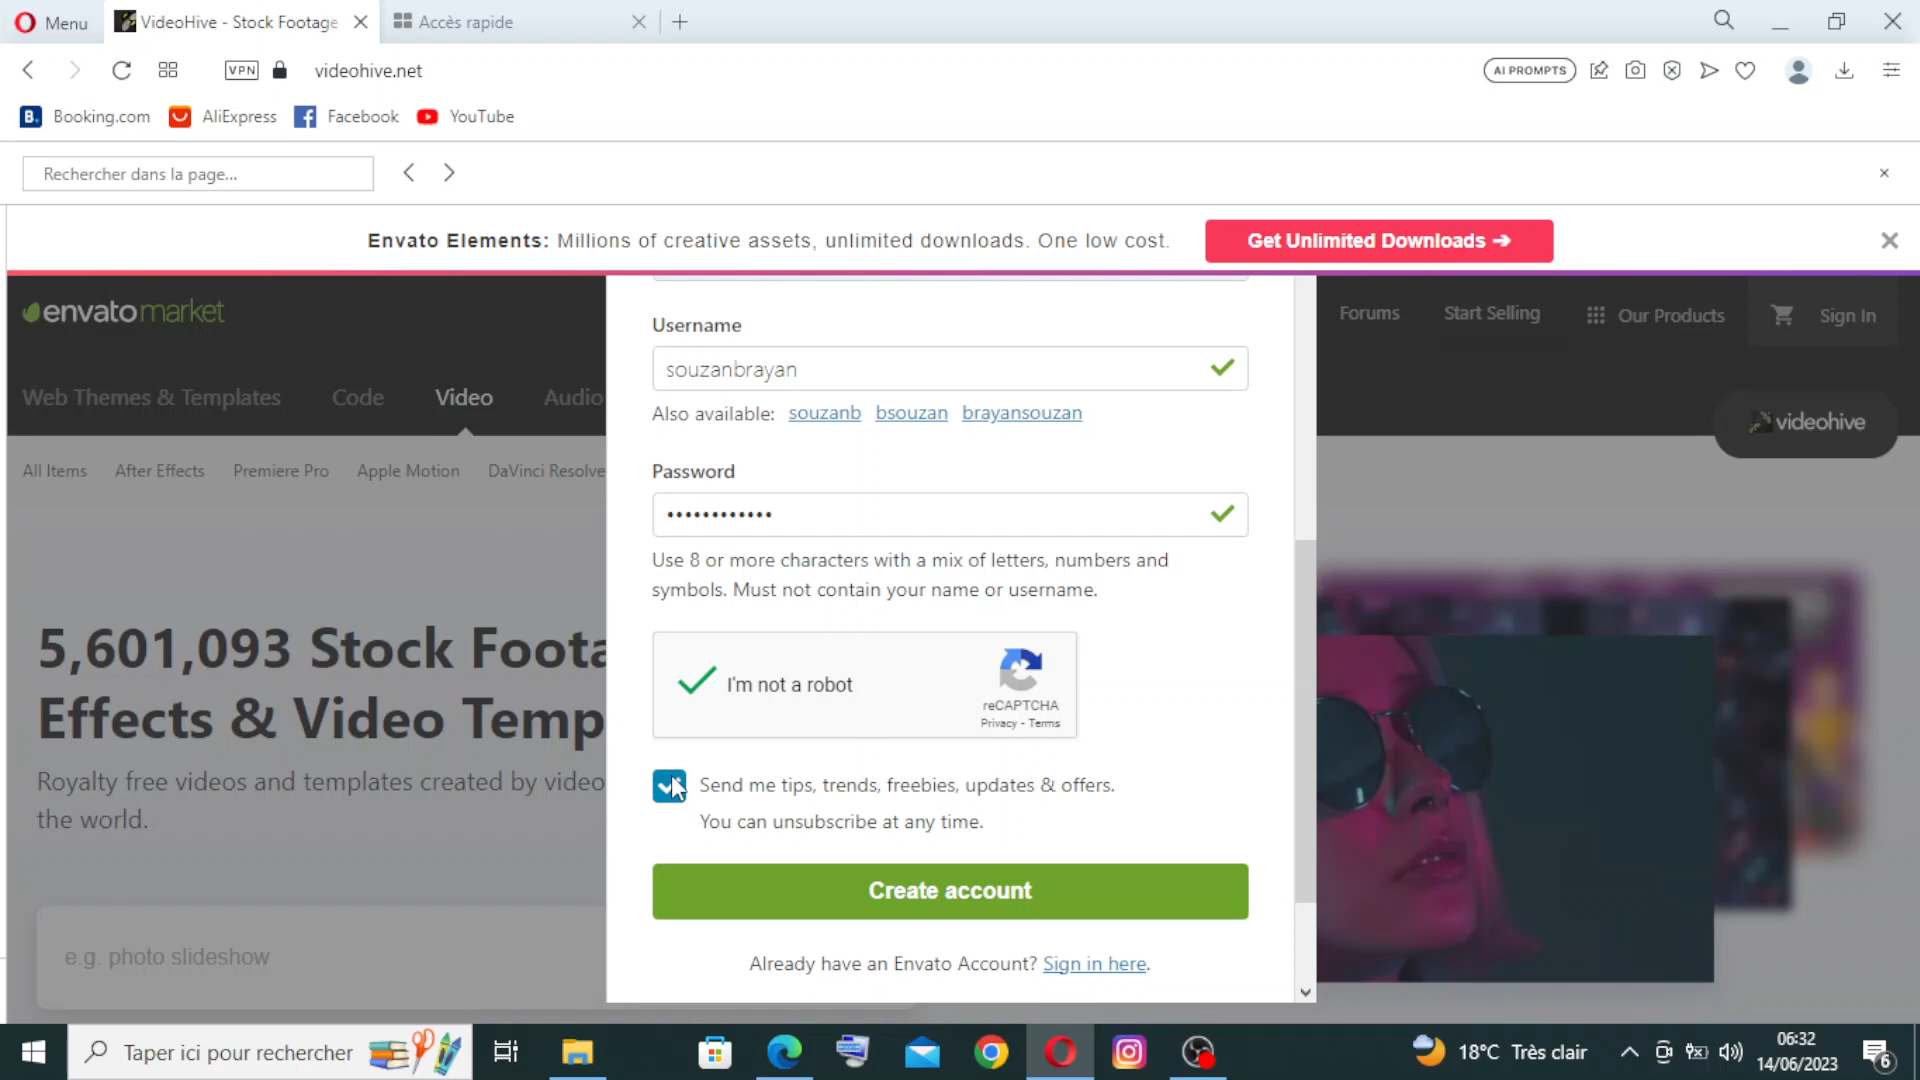 Menu
VideoHive - Stock Footage
Accès rapide
VPN
videohive.net
AI PROMPTS
B. Booking.com
AliExpress
Facebook
YouTube
Rechercher dans la page...
Envato Elements: Millions of creative assets, unlimited downloads. One low cost.
Get Unlimited Downloads ➔
envatomarket
Forums
Start Selling
Our Products
Sign In
Web Themes & Templates
Code
Video
Audio
videohive
All Items
After Effects
Premiere Pro
Apple Motion
DaVinci Resolve
Username
souzanbrayan
Also available: souzanb bsouzan brayansouzan
Password
••••••••••••
Use 8 or more characters with a mix of letters, numbers and
symbols. Must not contain your name or username.
I'm not a robot
reCAPTCHA
Privacy - Terms
5,601,093 Stock Foota
Effects & Video Temp
Royalty free videos and templates created by video
the world.
Send me tips, trends, freebies, updates & offers.
You can unsubscribe at any time.
Create account
e.g. photo slideshow
Already have an Envato Account? Sign in here.
Taper ici pour rechercher
18°C Très clair
06:32
14/06/2023
6